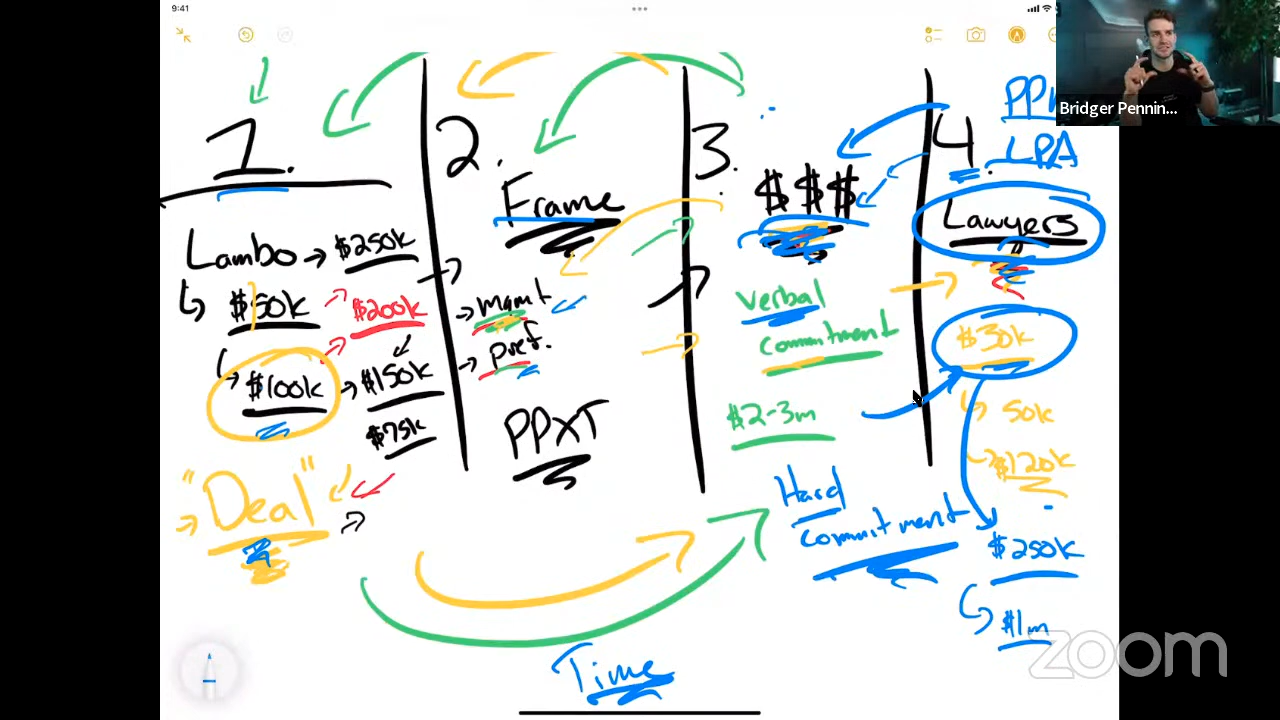 9:41
Bridger Pennin...
1.
Lambo → $250k
$50k
$200k
$100k → $150k
$75k
"Deal"
2.
Frame
→ mgmt
→ pref.
PPXT
3.
$$$
Verbal
commitment
$2-3m
Hard
commitment
4.
LPA
Lawyers
$30k
50k
$120k
$250k
$1m
Time
zoom